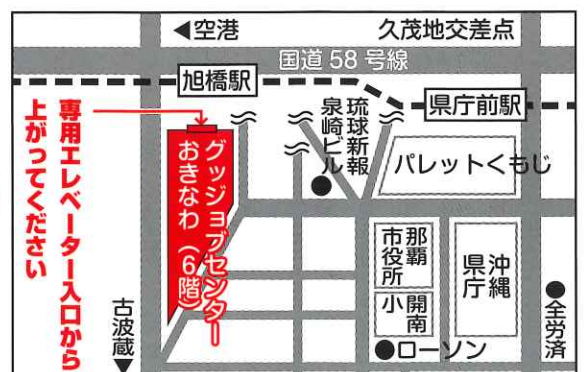 ◀空港
久茂地交差点
国道58号線
旭橋駅
県庁前駅
専用エレベーター入口から
上がってください
グッジョブセンター
おきなわ(6階)
琉球新報
泉崎ビル
パレットくもじ
那覇
市役所
開南
小
沖縄
県庁
●全労済
●ローソン
古波蔵▼